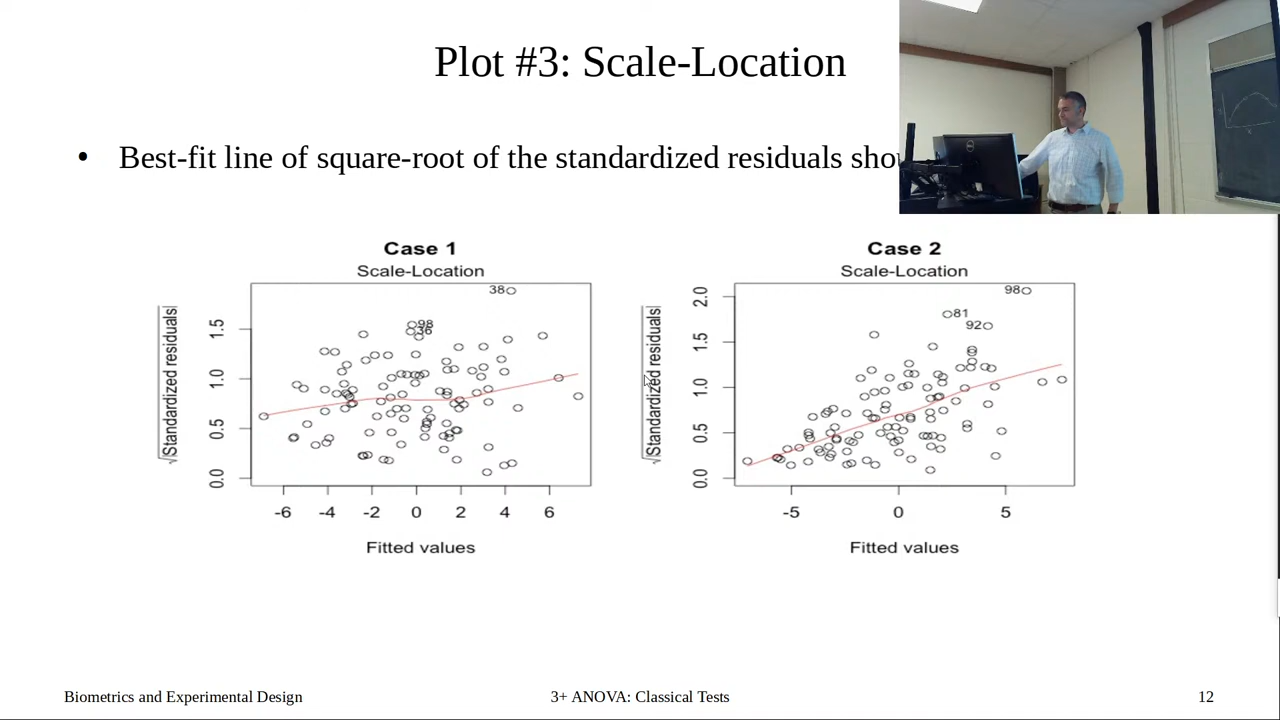 Plot #3: Scale-Location
• Best-fit line of square-root of the standardized residuals
Case 1
Scale-Location
√|Standardized residuals|
0.0 0.5 1.0 1.5
38
98
36
-6 -4 -2 0 2 4 6
Fitted values
Case 2
Scale-Location
√|Standardized residuals|
0.0 0.5 1.0 1.5 2.0
98
81
92
-5 0 5
Fitted values
Biometrics and Experimental Design
3+ ANOVA: Classical Tests
12